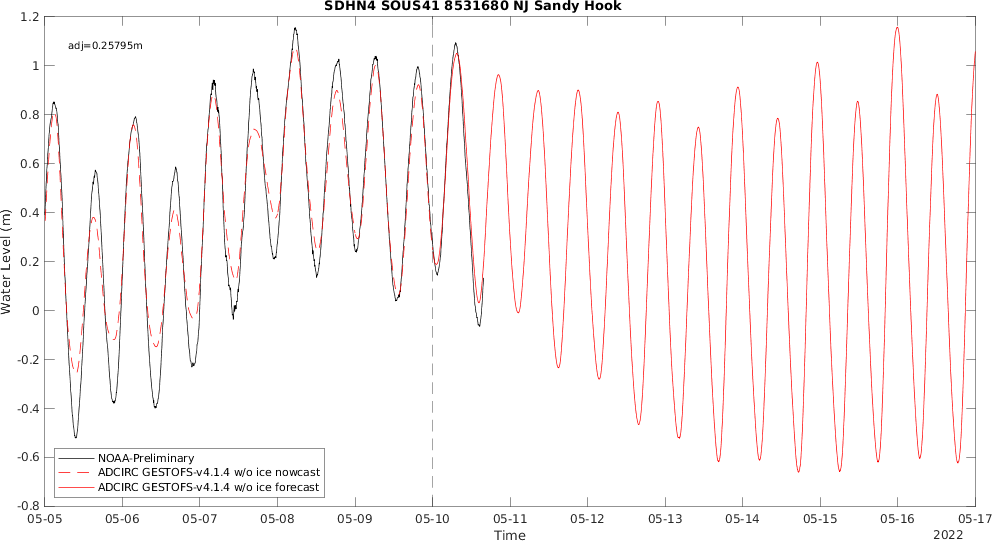 SDHN4 SOUS41 8531680 NJ Sandy Hook
adj=0.25795m
Water Level (m)
1.2
1
0.8
0.6
0.4
0.2
0
-0.2
-0.4
-0.6
-0.8
NOAA-Preliminary
ADCIRC GESTOFS-v4.1.4 w/o ice nowcast
ADCIRC GESTOFS-v4.1.4 w/o ice forecast
05-05 05-06 05-07 05-08 05-09 05-10 05-11 05-12 05-13 05-14 05-15 05-16 05-17
Time
2022